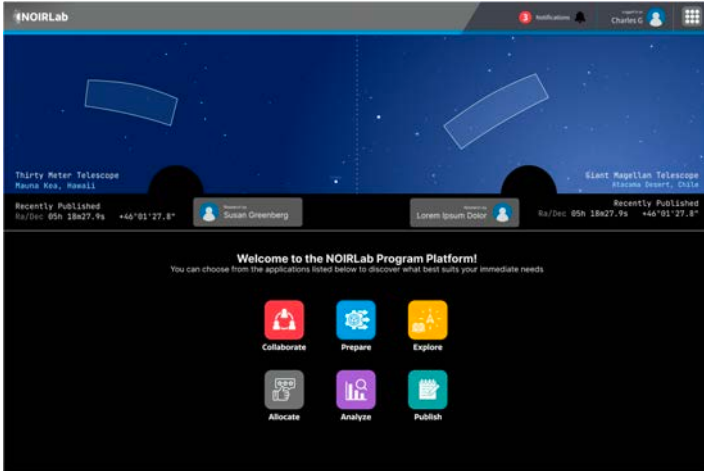 NOIRLab
3 Notifications
Charles G
Thirty Meter Telescope
Mauna Kea, Hawaii
Giant Magellan Telescope
Atacama Desert, Chile
Recently Published
Ra/Dec 05h 18m27.9s +46°01'27.8"
Susan Greenberg
Lorem Ipsum Dolor
Recently Published
Ra/Dec 05h 18m27.9s +46°01'27.8"
Welcome to the NOIRLab Program Platform!
You can choose from the applications listed below to discover what best suits your immediate needs
Collaborate
Prepare
Explore
Allocate
Analyze
Publish